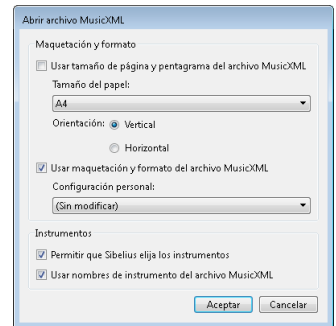 Abrir archivo MusicXML
Maquetación y formato
Usar tamaño de página y pentagrama del archivo MusicXML
Tamaño del papel:
A4
Orientación: Vertical
Horizontal
Usar maquetación y formato del archivo MusicXML
Configuración personal:
(Sin modificar)
Instrumentos
Permitir que Sibelius elija los instrumentos
Usar nombres de instrumento del archivo MusicXML
Aceptar Cancelar